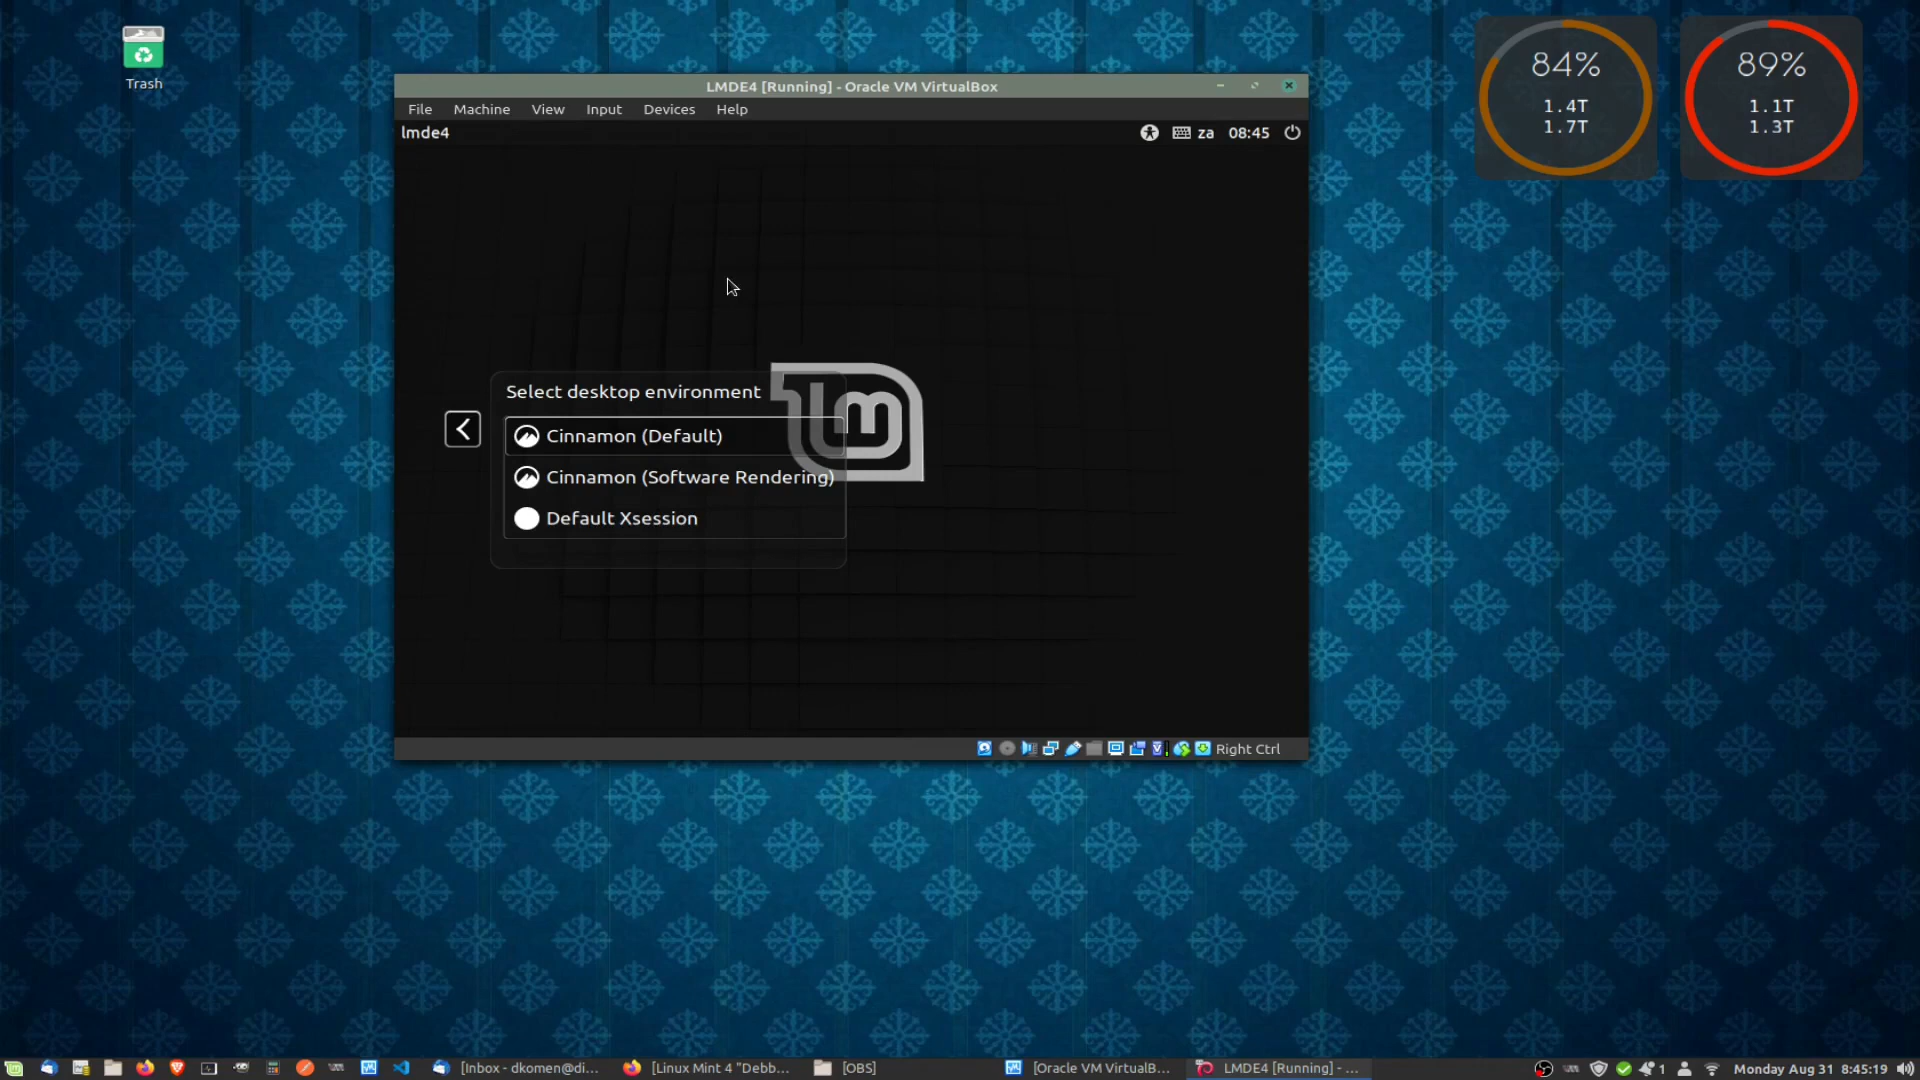 Trash
84%
1.4T
1.7T
89%
1.1T
1.3T
LMDE4 [Running] - Oracle VM VirtualBox
File Machine View Input Devices Help
lmde4
za 08:45
lm
Select desktop environment
Cinnamon (Default)
Cinnamon (Software Rendering)
Default Xsession
Right Ctrl
[Inbox - dkomen@di...
[Linux Mint 4 "Debb...
[OBS]
[Oracle VM VirtualB...
LMDE4 [Running] - ...
1
Monday Aug 31 8:45:19